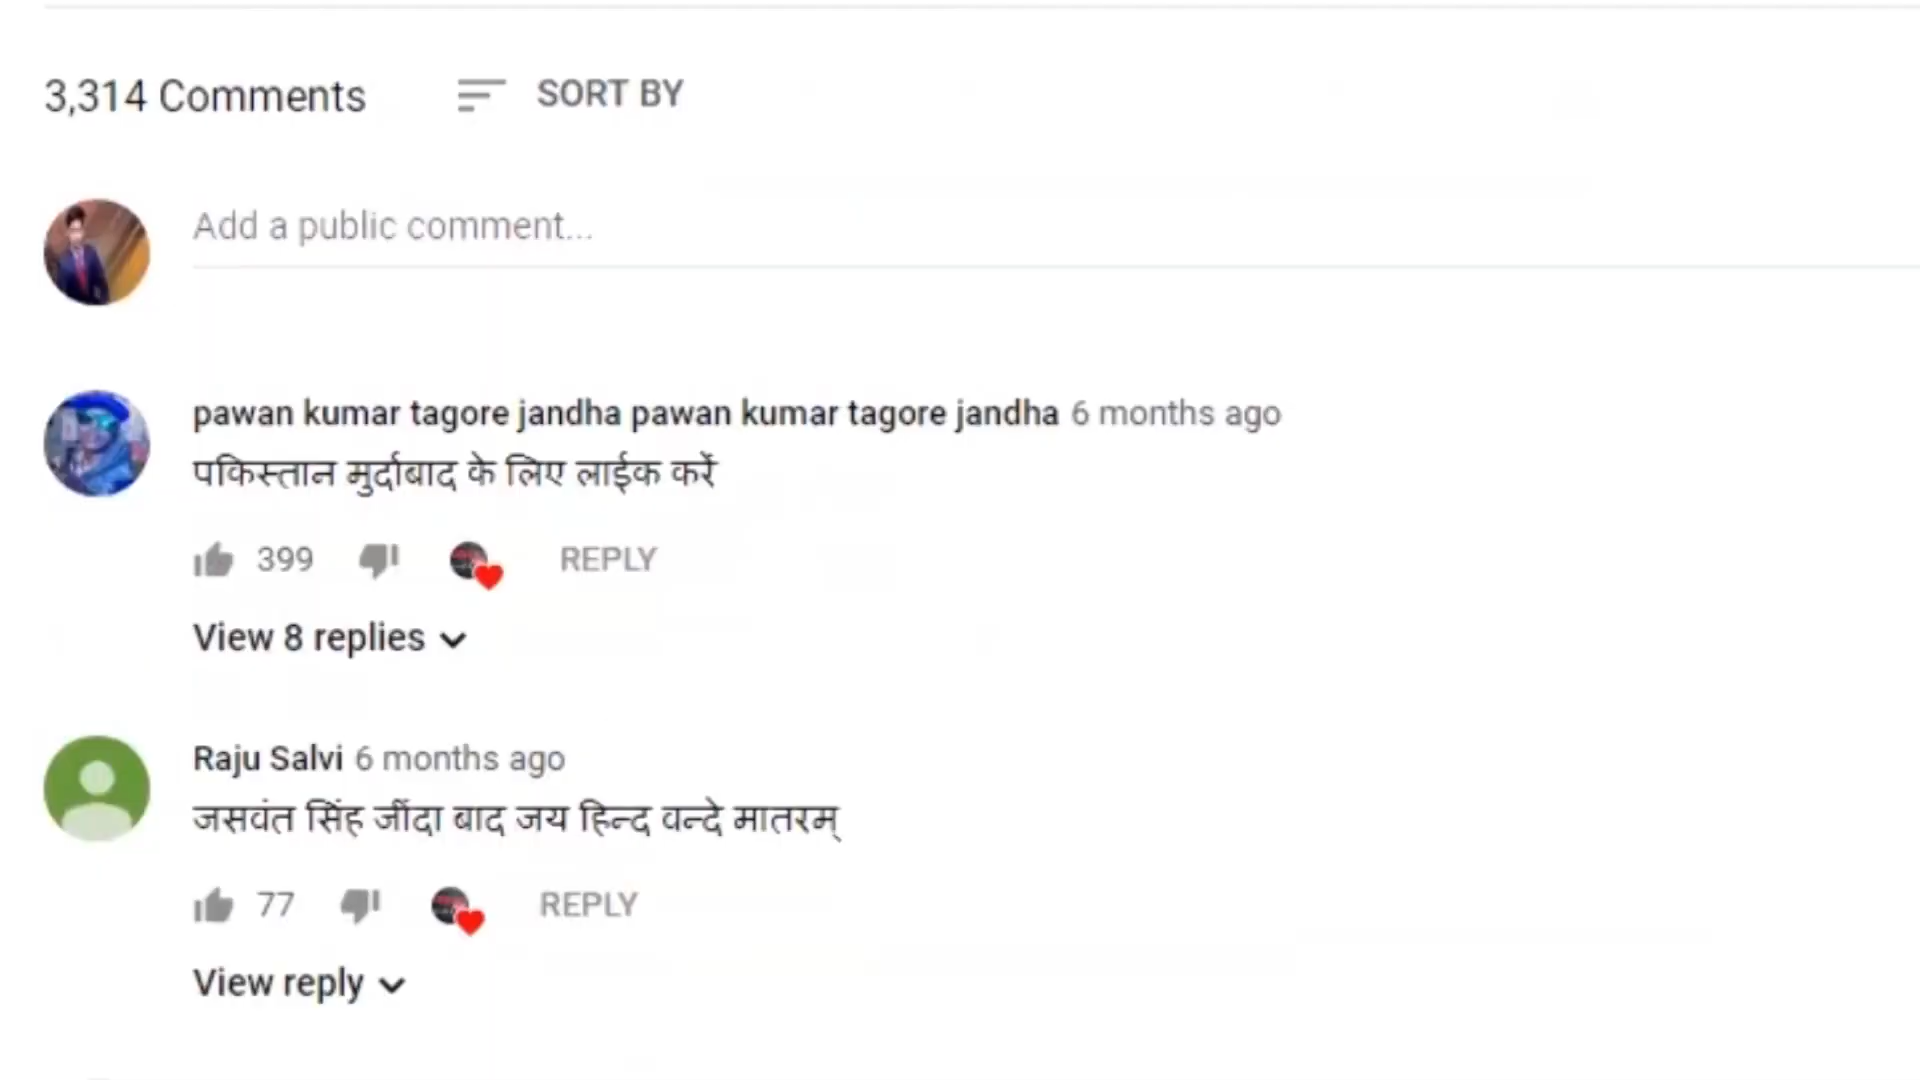 3,314 Comments SORT BY
Add a public comment...
pawan kumar tagore jandha pawan kumar tagore jandha 6 months ago
पकिस्तान मुर्दाबाद के लिए लाईक करें
399 REPLY
View 8 replies
Raju Salvi 6 months ago
जसवंत सिंह जींदा बाद जय हिन्द वन्दे मातरम्
77 REPLY
View reply